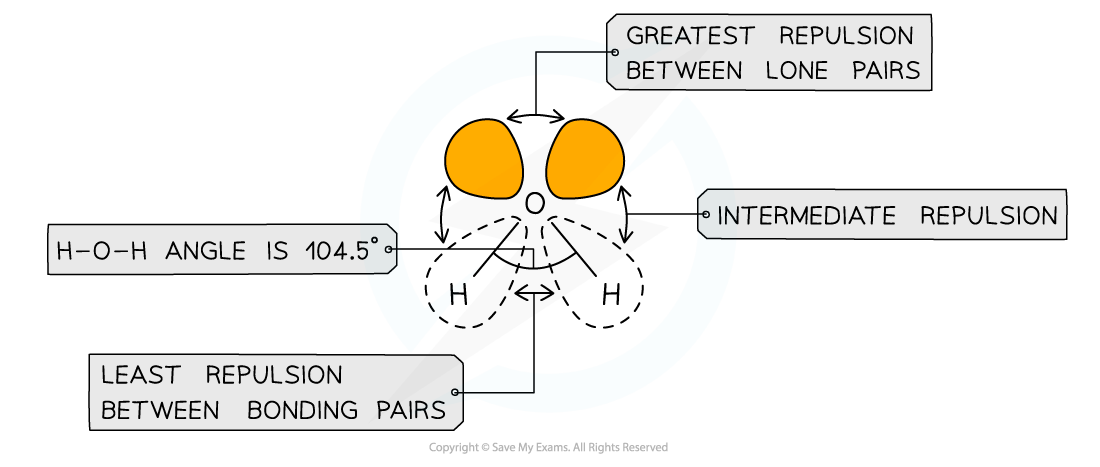 GREATEST REPULSION
BETWEEN LONE PAIRS
O
INTERMEDIATE REPULSION
H-O-H ANGLE IS 104.5°
H H
LEAST REPULSION
BETWEEN BONDING PAIRS
Copyright © Save My Exams. All Rights Reserved